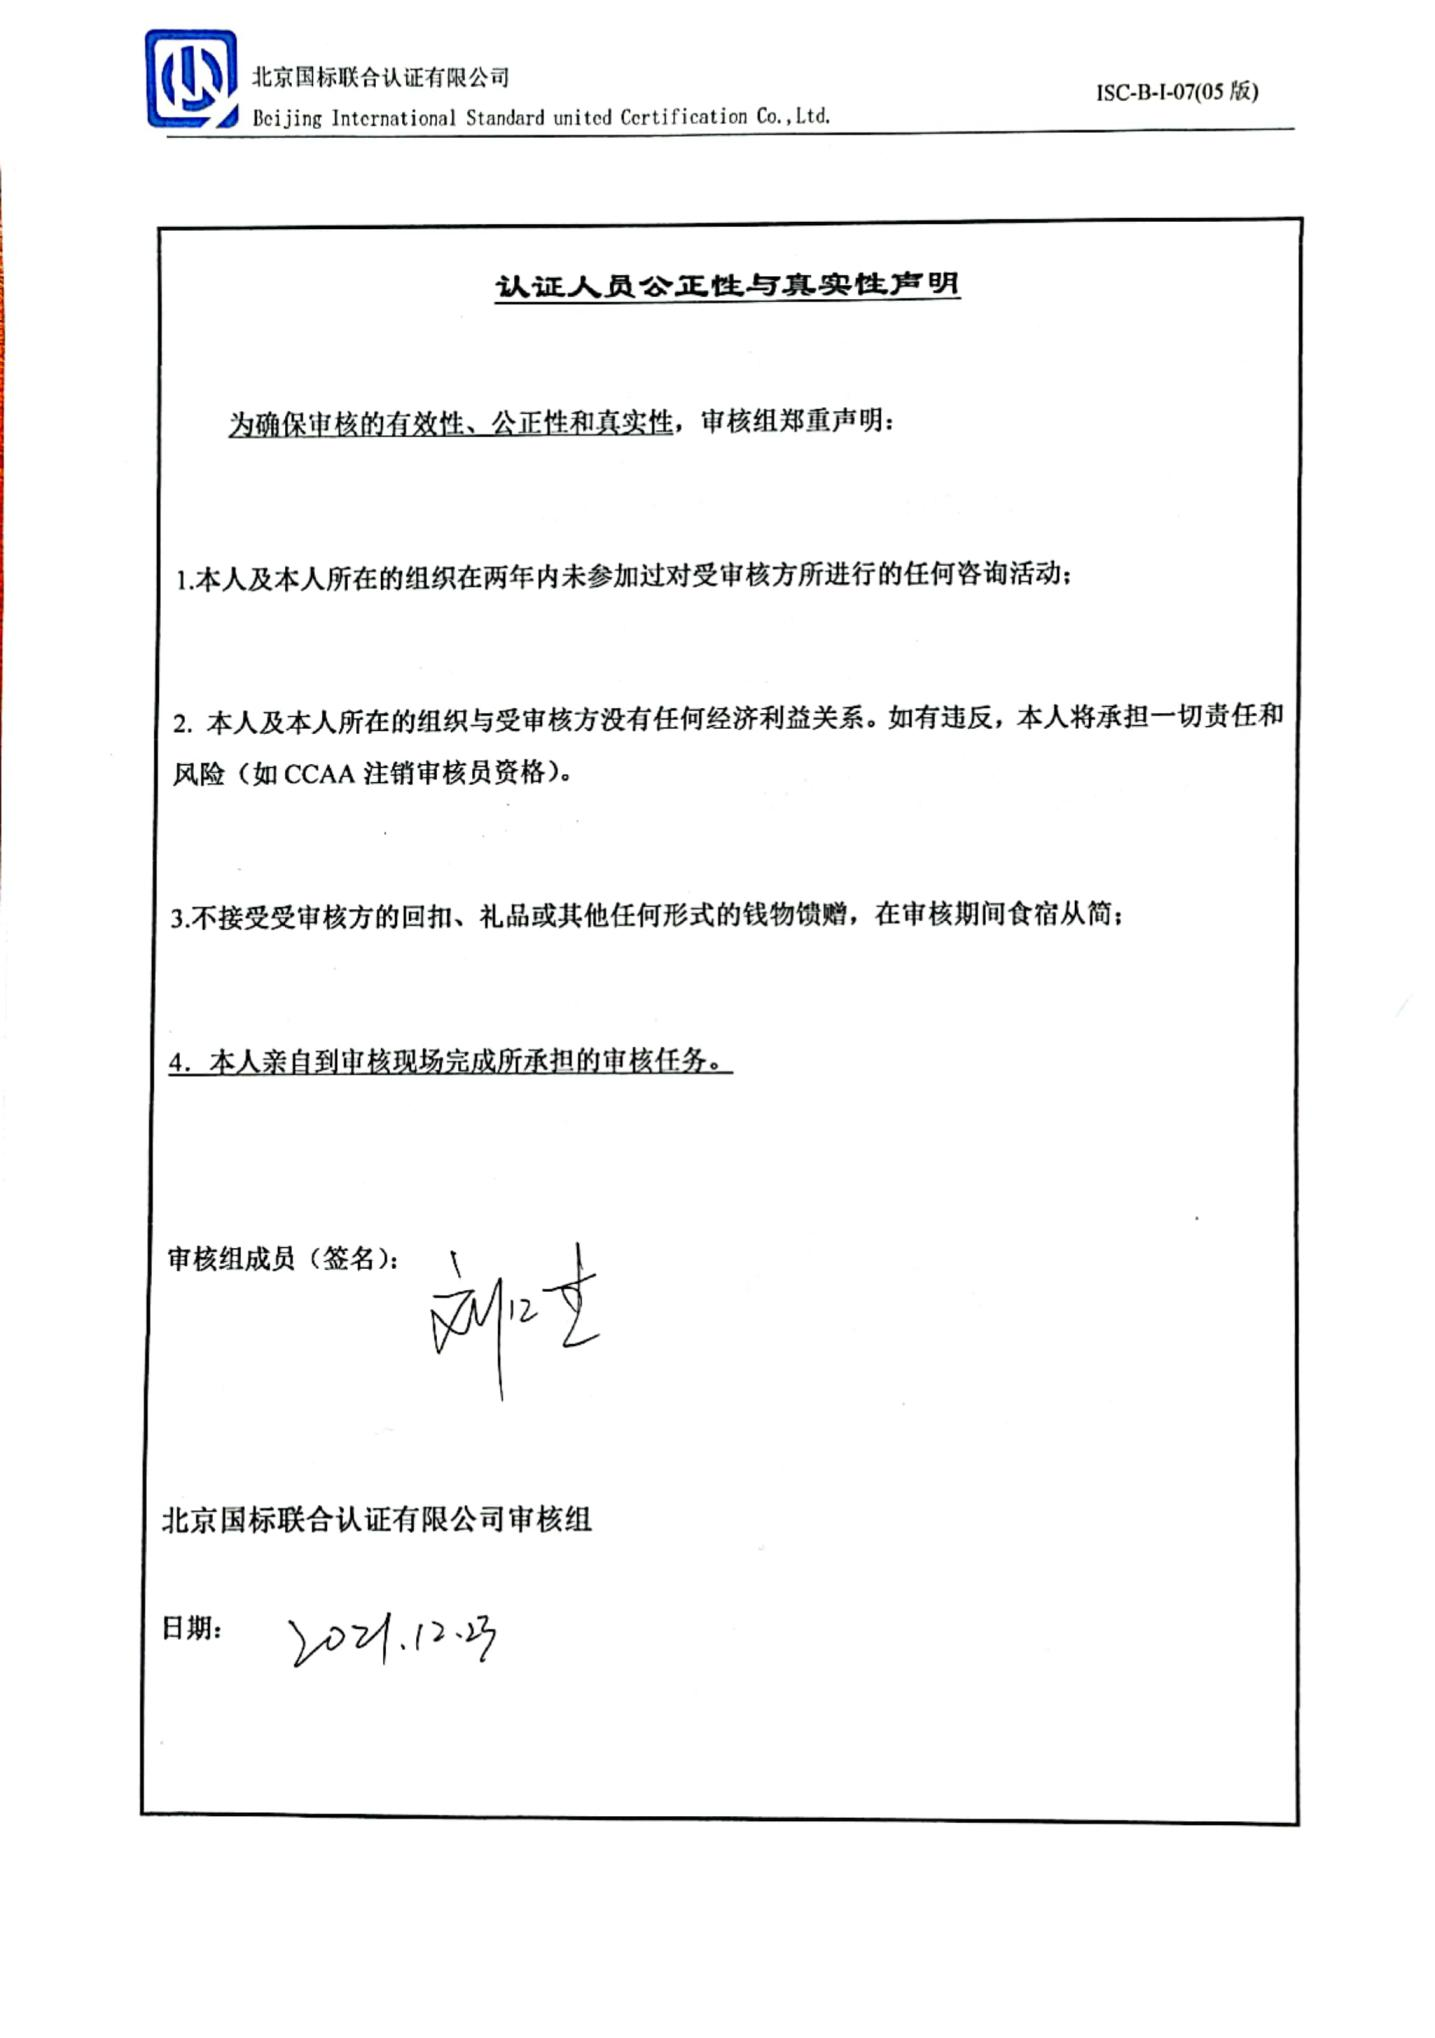 北京国标联合认证有限公司
Beijing International Standard united Certification Co.,Ltd.
ISC-B-I-07(05 版)
认证人员公正性与真实性声明
为确保审核的有效性、公正性和真实性，审核组郑重声明：
1.本人及本人所在的组织在两年内未参加过对受审核方所进行的任何咨询活动；
2. 本人及本人所在的组织与受审核方没有任何经济利益关系。如有违反，本人将承担一切责任和
风险（如 CCAA 注销审核员资格）。
3.不接受受审核方的回扣、礼品或其他任何形式的钱物馈赠，在审核期间食宿从简；
4. 本人亲自到审核现场完成所承担的审核任务。
审核组成员（签名）：
北京国标联合认证有限公司审核组
日期： 2021.12.23